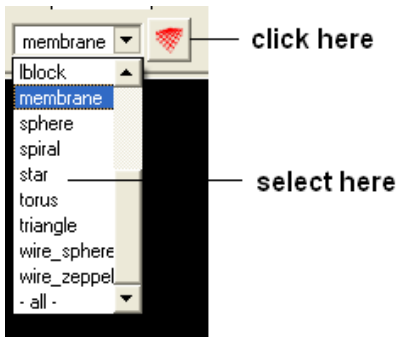 membrane
click here
lblock
membrane
sphere
spiral
star
select here
torus
triangle
wire_sphere
wire_zeppel
- all -